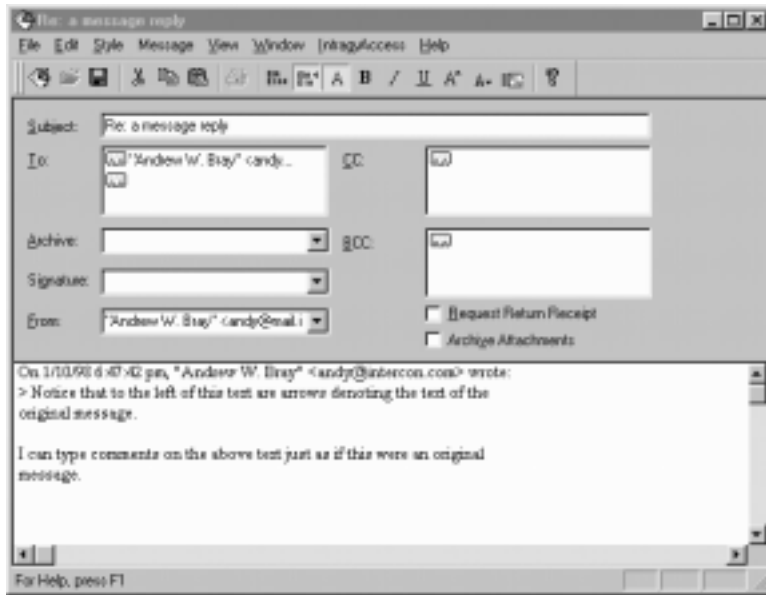 Re: a message reply
File Edit Style Message View Window IntragyAccess Help
B I U A
Subject: Re: a message reply
To: "Andrew W. Bray" <andy...
CC:
Archive:
BCC:
Signature:
From: "Andrew W. Bray" <andy@mail.i
Request Return Receipt
Archive Attachments
On 1/10/98 6:47:42 pm, "Andrew W. Bray" <andy@intercon.com> wrote:
> Notice that to the left of this text are arrows denoting the text of the
original message.
I can type comments on the above text just as if this were an original
message.
For Help, press F1